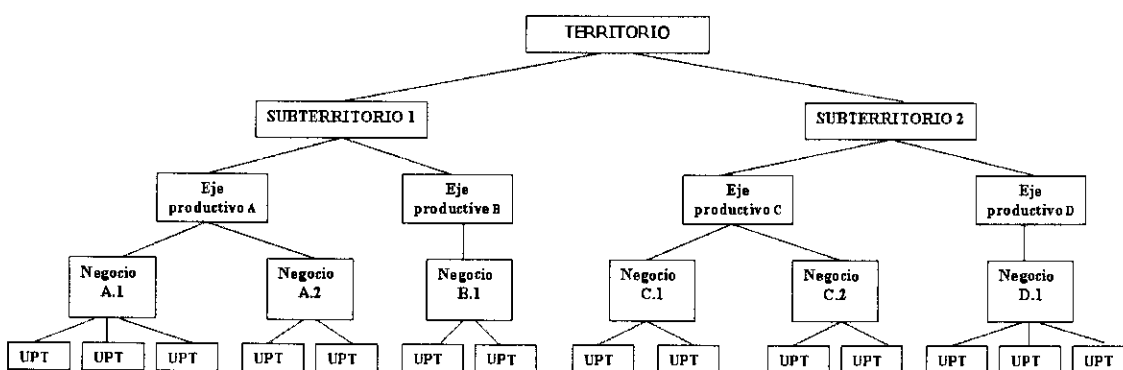 TERRITORIO
SUBTERRITORIO 1
SUBTERRITORIO 2
Eje
productivo A
Eje
productive B
Eje
productivo C
Eje
productivo D
Negocio
A.1
Negocio
A.2
Negocio
B.1
Negocio
C.1
Negocio
C.2
Negocio
D.1
UPT
UPT
UPT
UPT
UPT
UPT
UPT
UPT
UPT
UPT
UPT
UPT
UPT
UPT